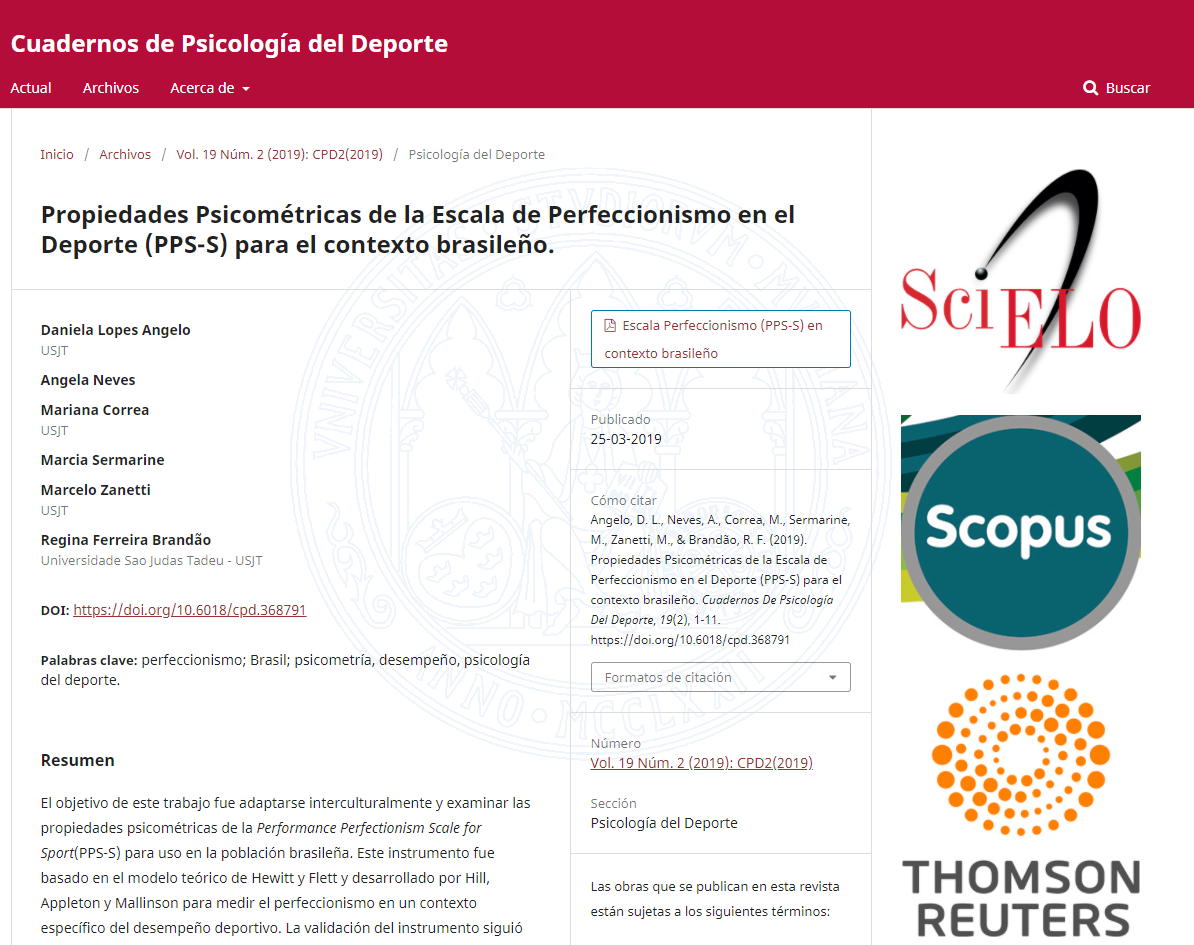 Cuadernos de Psicología del Deporte
Actual
Archivos
Acerca de
Buscar
Inicio / Archivos / Vol. 19 Núm. 2 (2019): CPD2(2019) / Psicología del Deporte
Propiedades Psicométricas de la Escala de Perfeccionismo en el
Deporte (PPS-S) para el contexto brasileño.
Daniela Lopes Angelo
USJT
Angela Neves
Mariana Correa
USJT
Marcia Sermarine
Marcelo Zanetti
USJT
Regina Ferreira Brandão
Universidade Sao Judas Tadeu - USJT
DOI: https://doi.org/10.6018/cpd.368791
Palabras clave: perfeccionismo; Brasil; psicometría, desempeño, psicología
del deporte.
Resumen
El objetivo de este trabajo fue adaptarse interculturalmente y examinar las
propiedades psicométricas de la Performance Perfectionism Scale for
Sport(PPS-S) para uso en la población brasileña. Este instrumento fue
basado en el modelo teórico de Hewitt y Flett y desarrollado por Hill,
Appleton y Mallinson para medir el perfeccionismo en un contexto
específico del desempeño deportivo. La validación del instrumento siguió
Escala Perfeccionismo (PPS-S) en
contexto brasileño
Publicado
25-03-2019
Cómo citar
Angelo, D. L., Neves, A., Correa, M., Sermarine,
M., Zanetti, M., & Brandão, R. F. (2019).
Propiedades Psicométricas de la Escala de
Perfeccionismo en el Deporte (PPS-S) para el
contexto brasileño. Cuadernos De Psicología
Del Deporte, 19(2), 1-11.
https://doi.org/10.6018/cpd.368791
Formatos de citación
Número
Vol. 19 Núm. 2 (2019): CPD2(2019)
Sección
Psicología del Deporte
Las obras que se publican en esta revista
están sujetas a los siguientes términos:
SciELO
Scopus
THOMSON
REUTERS
VNIVERSITAS STVDIORVM MVRCIANA
ANNO MCCLXXII